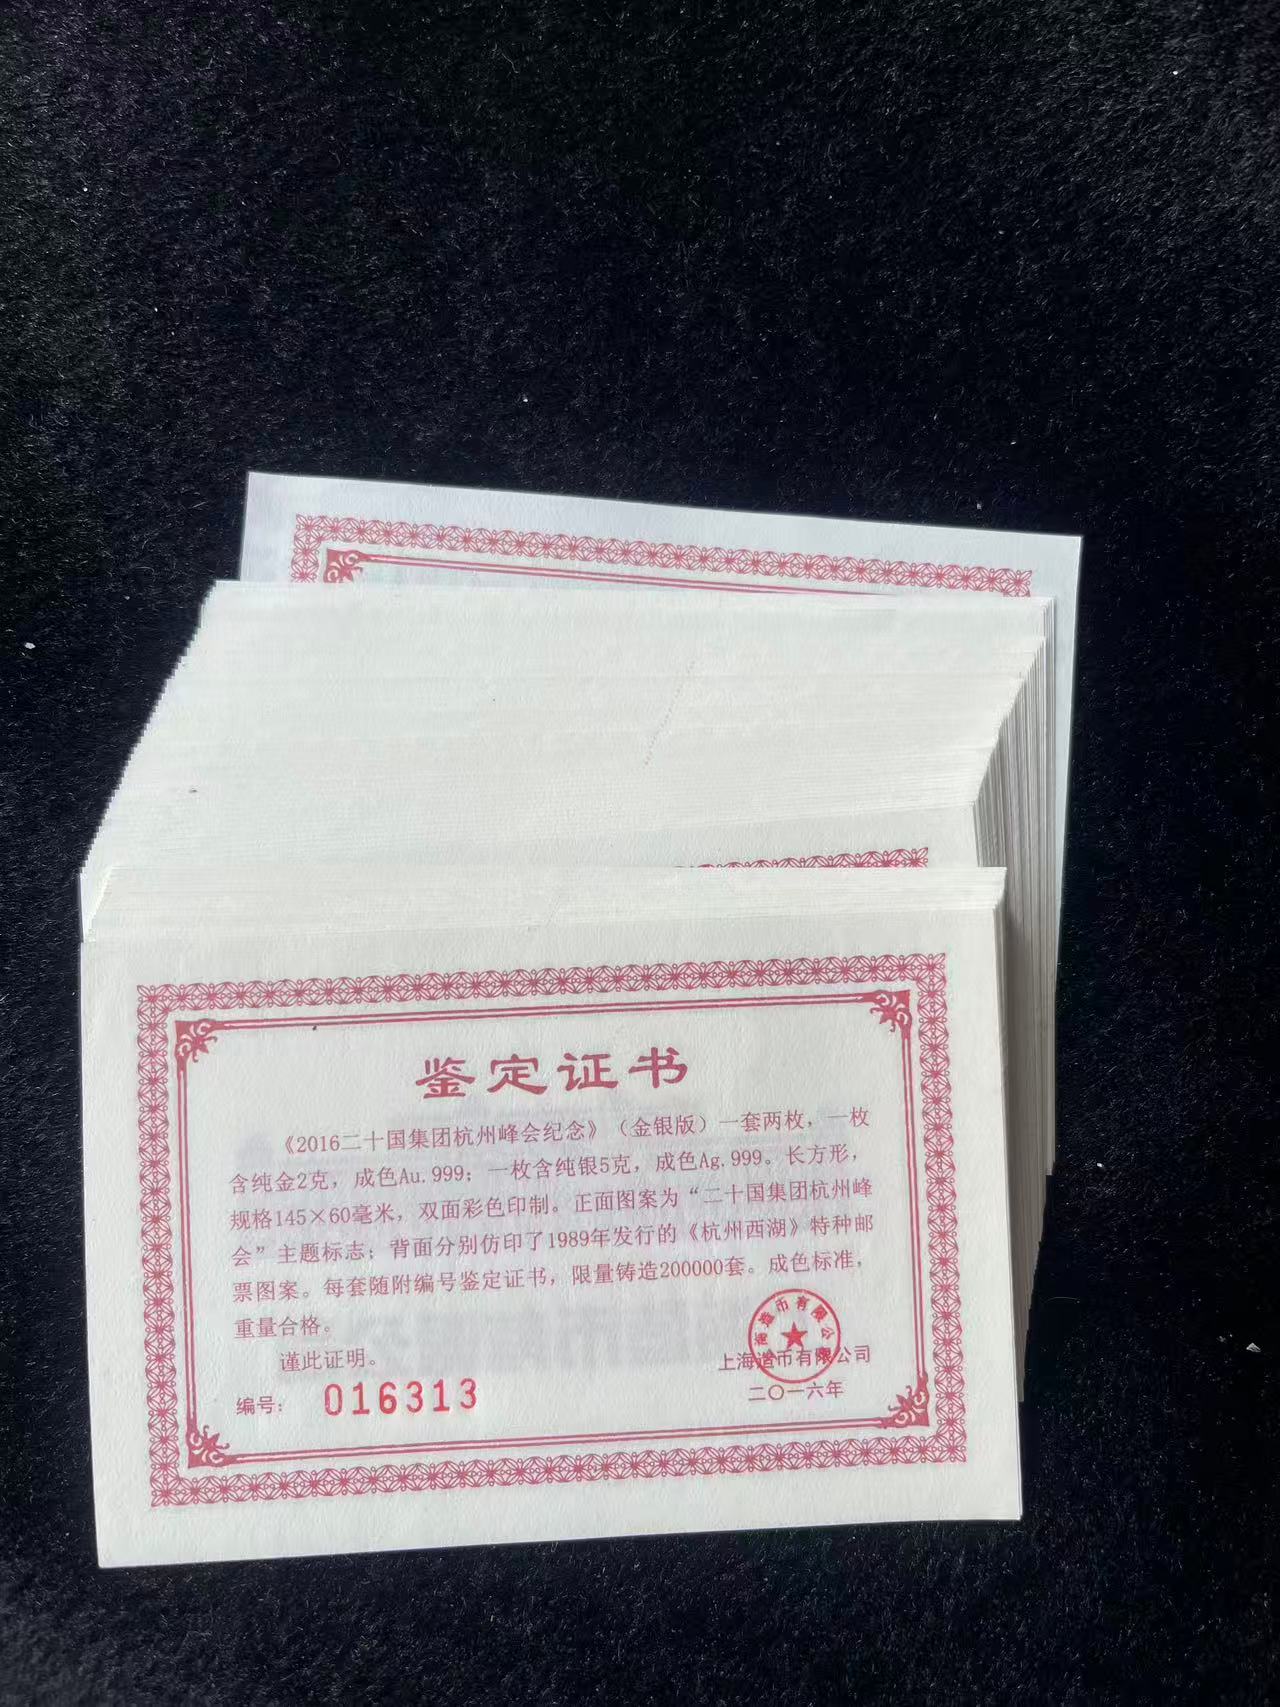 鉴定证书
《2016二十国集团杭州峰会纪念》（金银版）一套两枚，一枚
含纯金2克，成色Au.999；一枚含纯银5克，成色Ag.999。长方形，
规格145×60毫米，双面彩色印制。正面图案为“二十国集团杭州峰
会”主题标志；背面分别仿印了1989年发行的《杭州西湖》特种邮
票图案。每套随附编号鉴定证书，限量铸造200000套。成色标准，
重量合格。
谨此证明。
上海造币有限公司
上海造币有限公司
二〇一六年
编号：016313